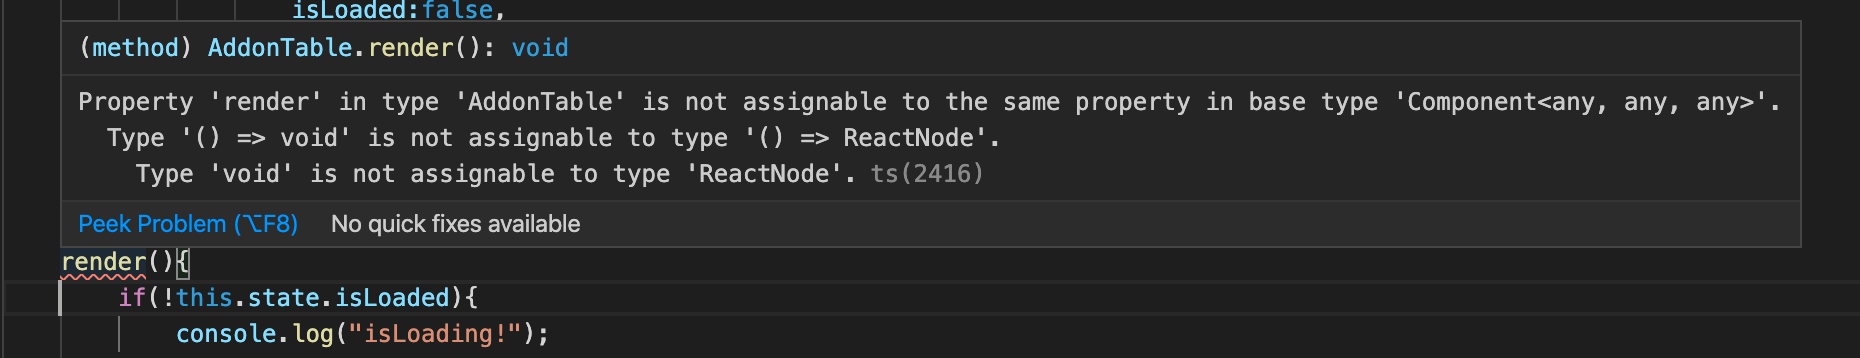 isLoaded:false,
(method) AddonTable.render(): void
Property 'render' in type 'AddonTable' is not assignable to the same property in base type 'Component<any, any, any>'.
Type '() => void' is not assignable to type '() => ReactNode'.
Type 'void' is not assignable to type 'ReactNode'. ts(2416)
Peek Problem (⌥F8) No quick fixes available
render(){
if(!this.state.isLoaded){
console.log("isLoading!");